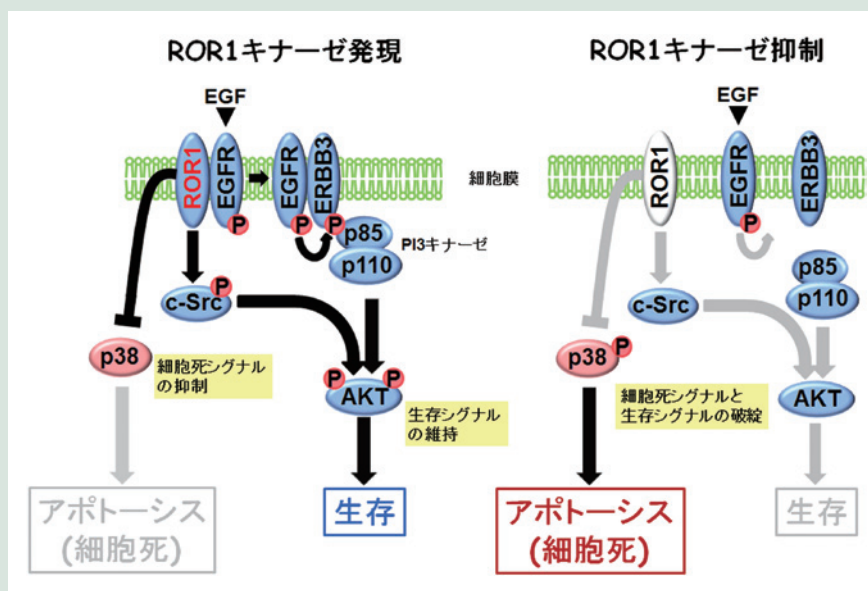 ROR1キナーゼ発現
EGF
ROR1
EGFR
P
EGFR
ERBB3
P
P
p85
p110
PI3キナーゼ
細胞膜
c-Src
P
p38
細胞死シグナル
の抑制
P
P
AKT
生存シグナル
の維持
アポトーシス
(細胞死)
生存
ROR1キナーゼ抑制
EGF
ROR1
EGFR
P
ERBB3
p85
p110
c-Src
p38
P
細胞死シグナルと
生存シグナルの破綻
AKT
アポトーシス
(細胞死)
生存